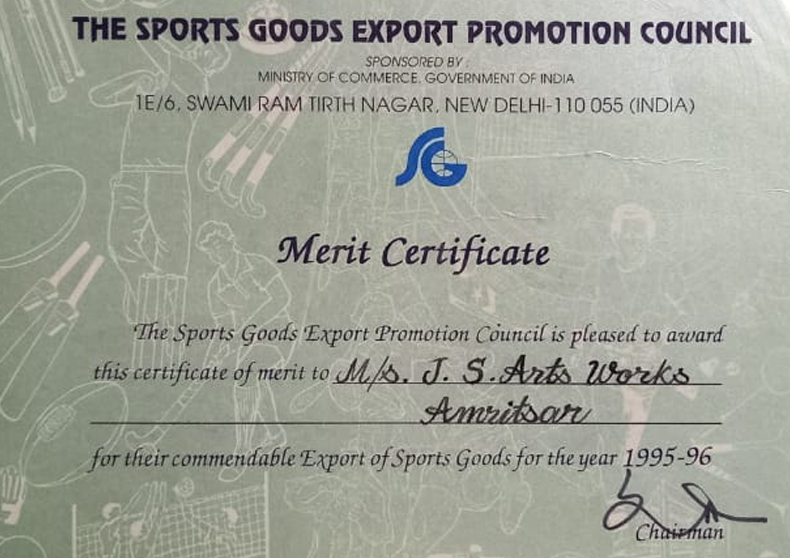 THE SPORTS GOODS EXPORT PROMOTION COUNCIL
SPONSORED BY :
MINISTRY OF COMMERCE, GOVERNMENT OF INDIA
1E/6, SWAMI RAM TIRTH NAGAR, NEW DELHI-110 055 (INDIA)
SG
Merit Certificate
The Sports Goods Export Promotion Council is pleased to award
this certificate of merit to M/s. J. S. Arts Works
Amritsar
for their commendable Export of Sports Goods for the year 1995-96
Chairman